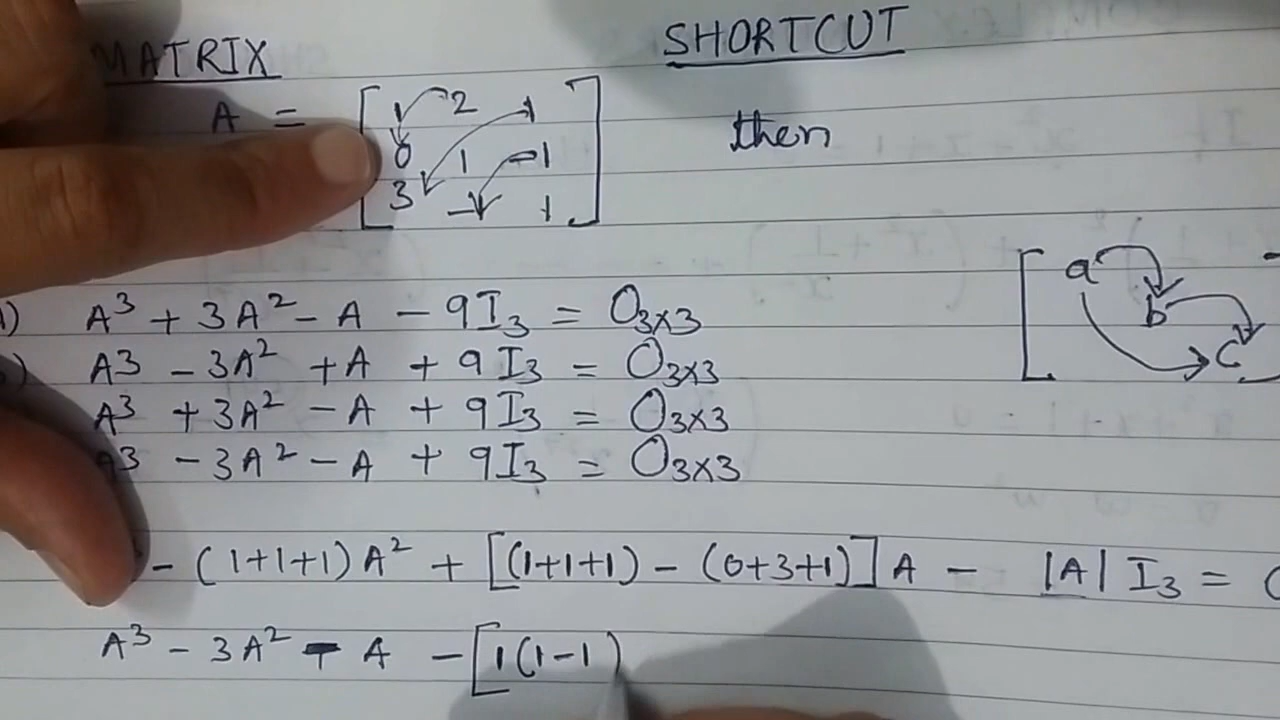 MATRIX SHORTCUT
A = [ 1 2 1 then
0 1 -1
3 -1 1 ]
[ a b c
A³ + 3A² - A - 9I₃ = O₃ₓ₃
A³ - 3A² + A + 9I₃ = O₃ₓ₃
A³ + 3A² - A + 9I₃ = O₃ₓ₃
A³ - 3A² - A + 9I₃ = O₃ₓ₃
- (1+1+1)A² + [(1+1+1) - (0+3+1)]A - |A| I₃ =
A³ - 3A² - A - [1(1-1)